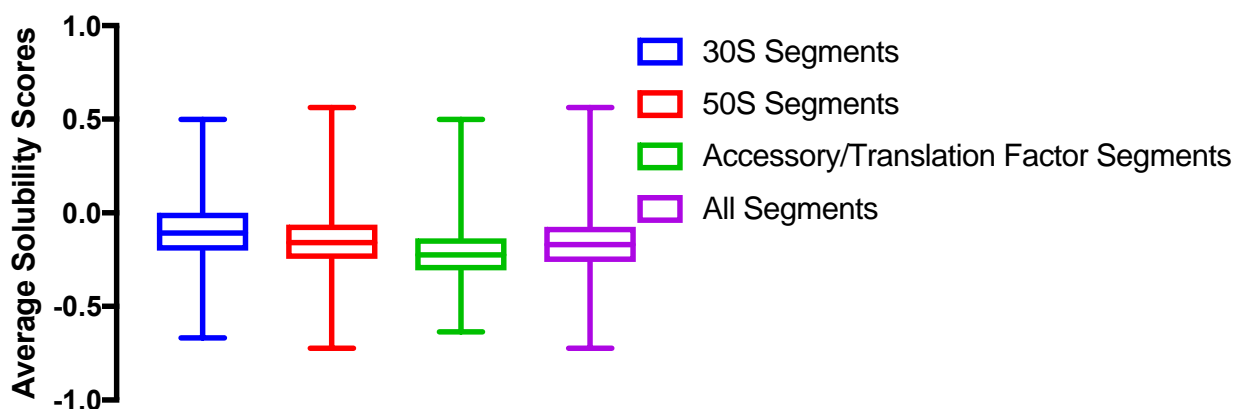 Average Solubility Scores
1.0
0.5
0.0
-0.5
-1.0
30S Segments
50S Segments
Accessory/Translation Factor Segments
All Segments